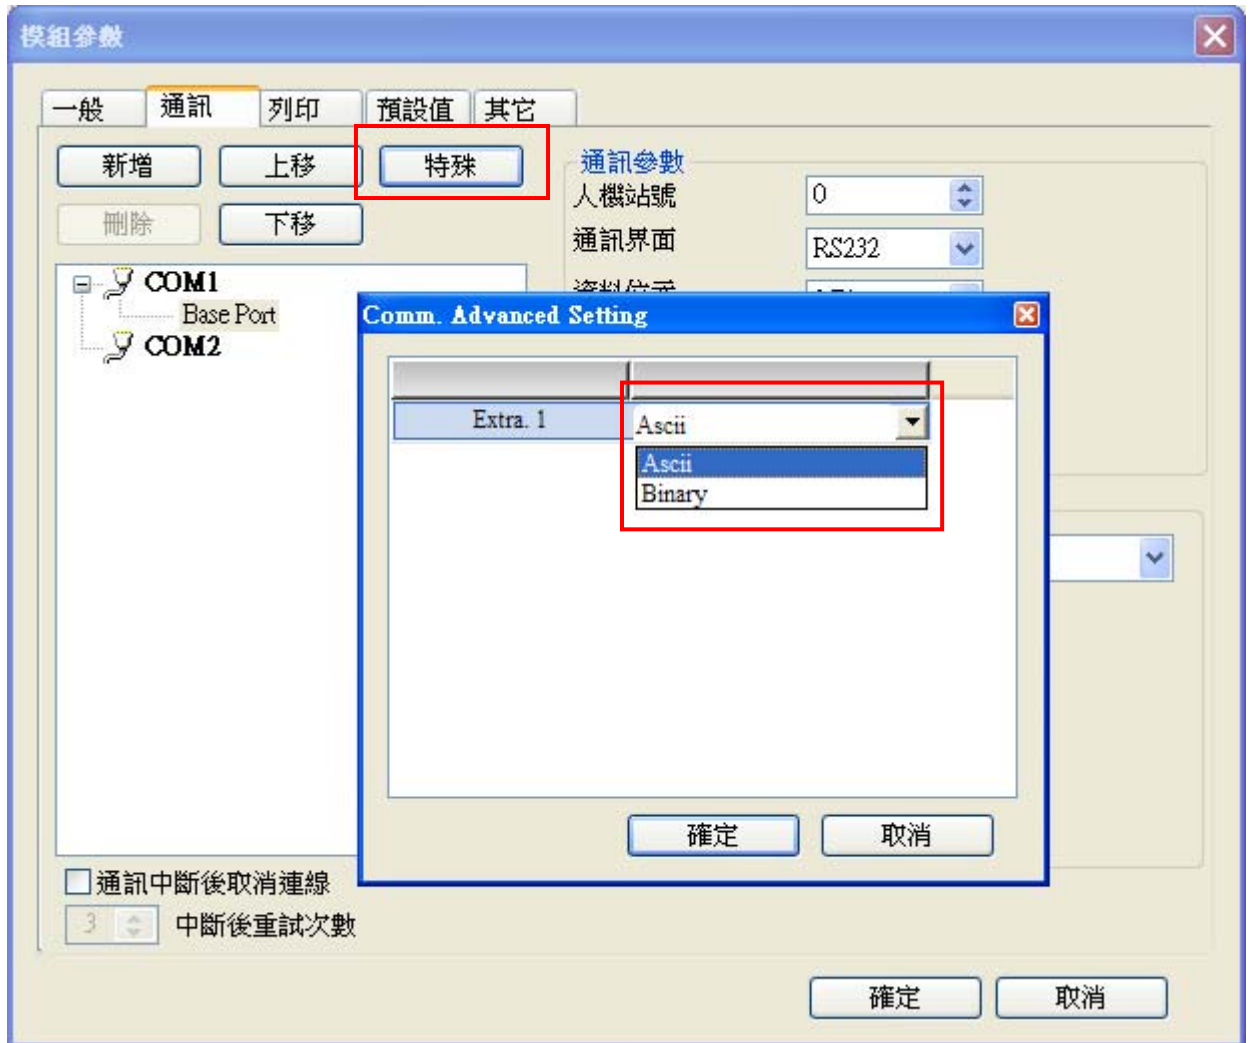 模組參數
一般 通訊 列印 預設值 其它
新增 上移 特殊
刪除 下移
通訊參數
人機站號 0
通訊界面 RS232
COM1
Base Port
COM2
Comm. Advanced Setting
Extra. 1 Ascii
Ascii
Binary
確定 取消
通訊中斷後取消連線
3 中斷後重試次數
確定 取消